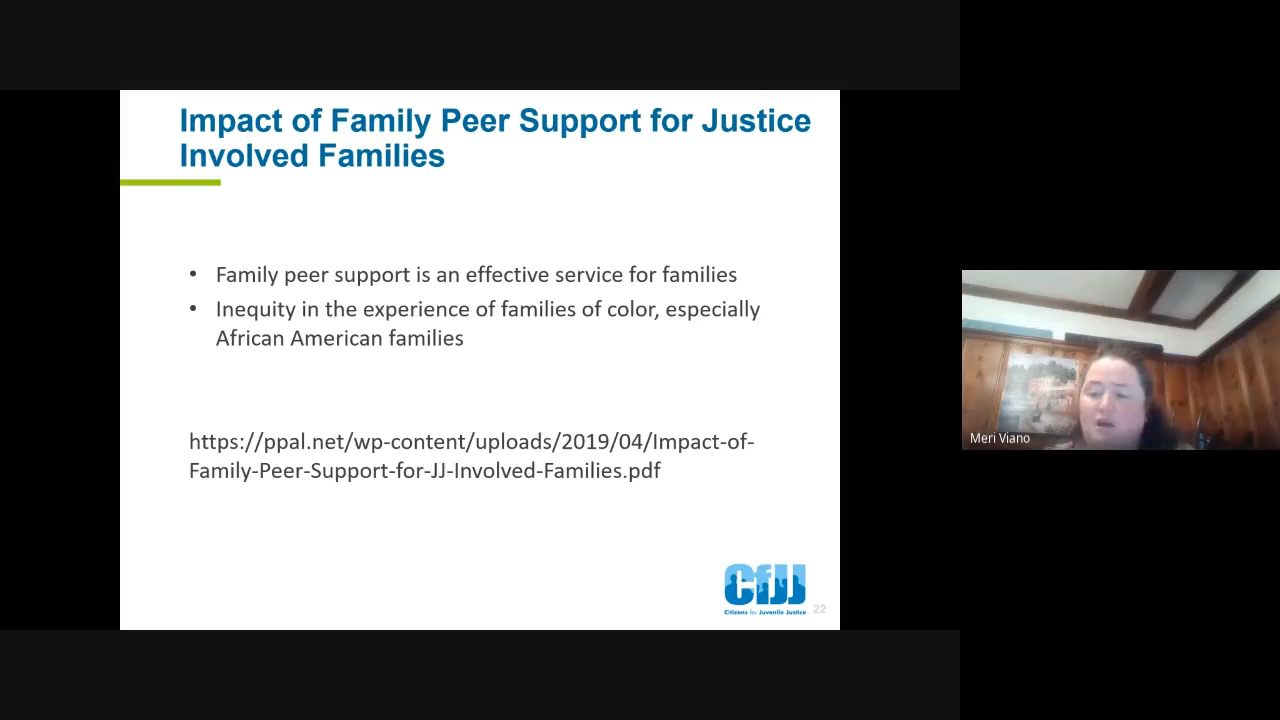 Impact of Family Peer Support for Justice
Involved Families
• Family peer support is an effective service for families
• Inequity in the experience of families of color, especially
African American families
https://ppal.net/wp-content/uploads/2019/04/Impact-of-
Family-Peer-Support-for-JJ-Involved-Families.pdf
CfJJ
Citizens for Juvenile Justice
22
Meri Viano